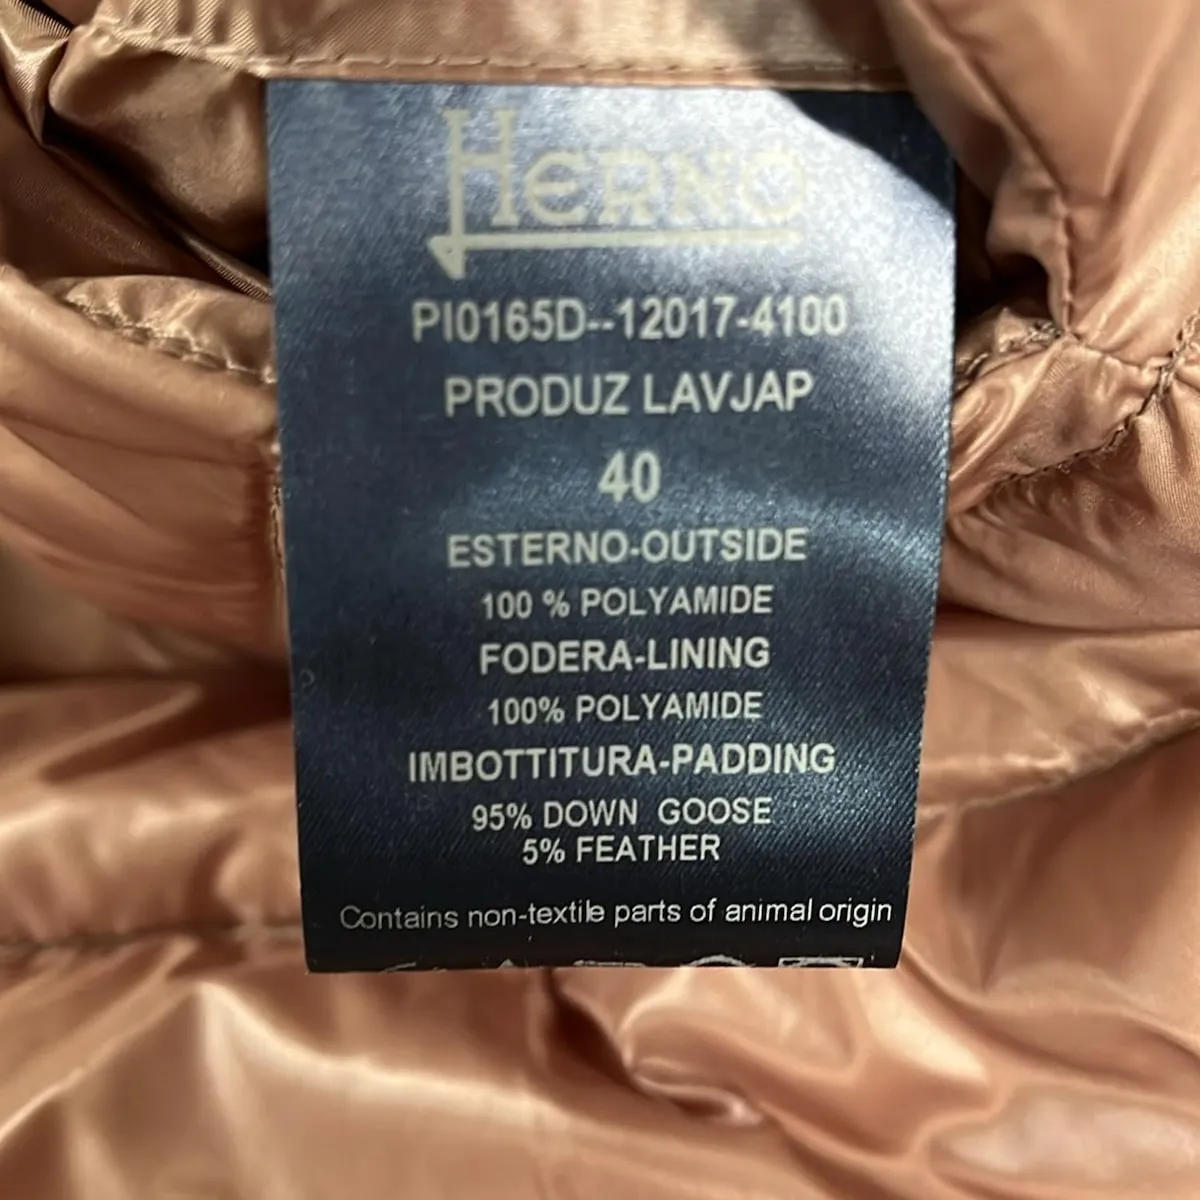 HERNO
PI0165D--12017-4100
PRODUZ LAVJAP
40
ESTERNO-OUTSIDE
100 % POLYAMIDE
FODERA-LINING
100% POLYAMIDE
IMBOTTITURA-PADDING
95% DOWN GOOSE
5% FEATHER
Contains non-textile parts of animal origin